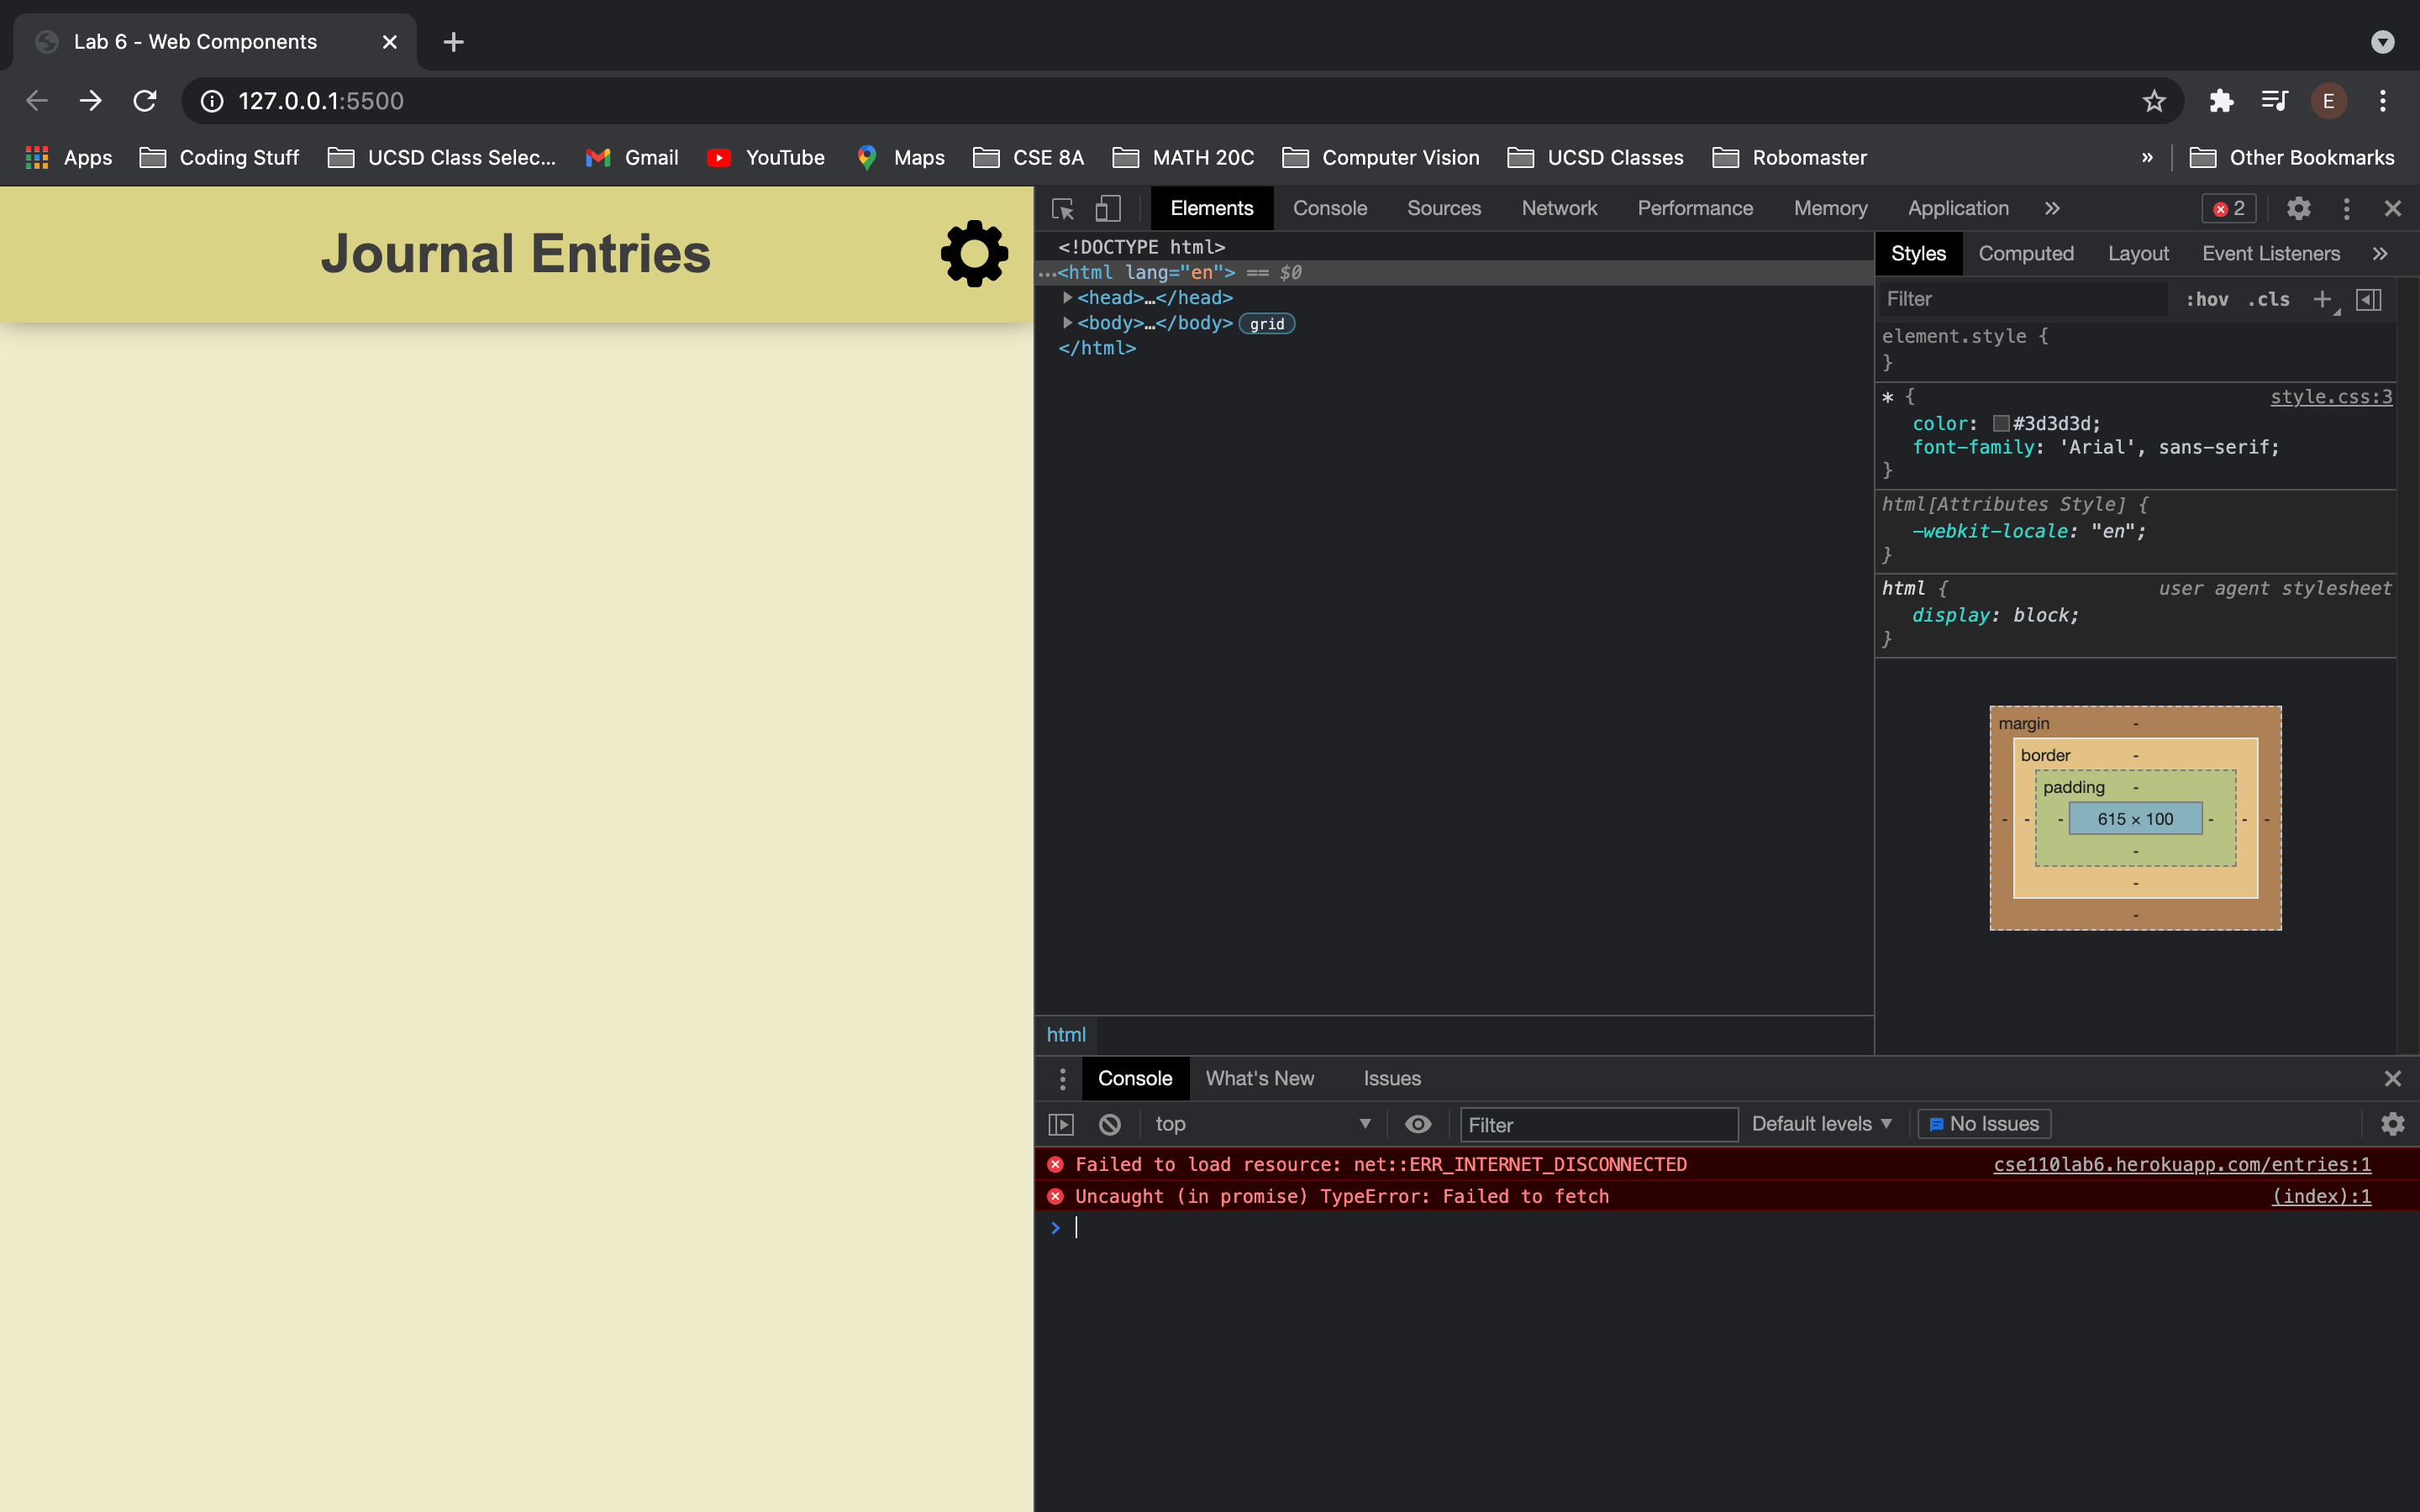 Lab 6 - Web Components
127.0.0.1:5500
E
Apps Coding Stuff UCSD Class Selec... Gmail YouTube Maps CSE 8A MATH 20C Computer Vision UCSD Classes Robomaster » Other Bookmarks
Journal Entries
Elements Console Sources Network Performance Memory Application » 2
<!DOCTYPE html>
…<html lang="en"> == $0
<head>…</head>
<body>…</body> grid
</html>
html
Styles Computed Layout Event Listeners »
Filter :hov .cls +
element.style {
}
* { style.css:3
color: #3d3d3d;
font-family: 'Arial', sans-serif;
}
html[Attributes Style] {
-webkit-locale: "en";
}
html { user agent stylesheet
display: block;
}
margin -
border -
padding -
- - - 615 × 100 - - -
-
-
-
Console What's New Issues
top Filter Default levels No Issues
Failed to load resource: net::ERR_INTERNET_DISCONNECTED cse110lab6.herokuapp.com/entries:1
Uncaught (in promise) TypeError: Failed to fetch (index):1
>